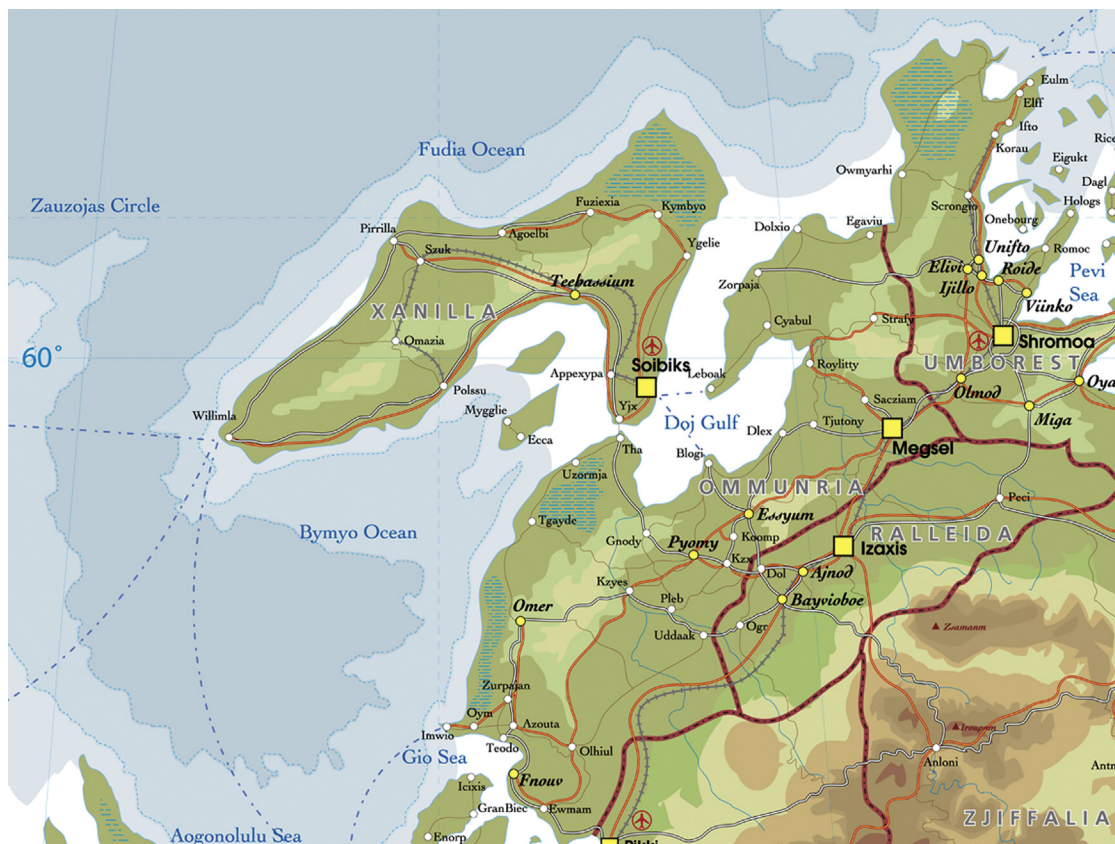 Eulm
Elff
Fudia Ocean
Ifto
Korau
Rice
Eigukt
Owmyarhi
Dagl
Zauzojas Circle
Fuziexia
Kymbyo
Scrongio
Hologs
Pirrilla
Agoelbi
Dolxio
Egaviu
Onebourg
Szuk
Ygelie
Unifto
Romoc
Teebassium
Elivi
Roide
Pevi
Sea
Zorpaja
Ijillo
Viinko
XANILLA
Cyabul
Strafy
Omazia
Shromoa
60°
Soibiks
UMBOREST
Appexypa
Leboak
Roylitty
Polssu
Olmod
Oya
Willimla
Mygglie
Yjx
Sacziam
Doj Gulf
Tjutony
Miga
Ecca
Tha
Dlex
Megsel
Blogi
Uzormja
OMMUNRIA
Peci
Tgayde
Essyum
Bymyo Ocean
Gnody
Koomp
RALLEIDA
Pyomy
Izaxis
Kzx
Dol
Ajnod
Kzyes
Pleb
Bayvioboe
Omer
Ogr
Zsamanm
Uddaak
Zurpajan
Oym
Azouta
Imwio
Teodo
Olhiul
Gio Sea
Anloni
Antm
Fnouv
Icixis
GranBiec
Ewmam
ZJIFFALIA
Aogonolulu Sea
Enorp